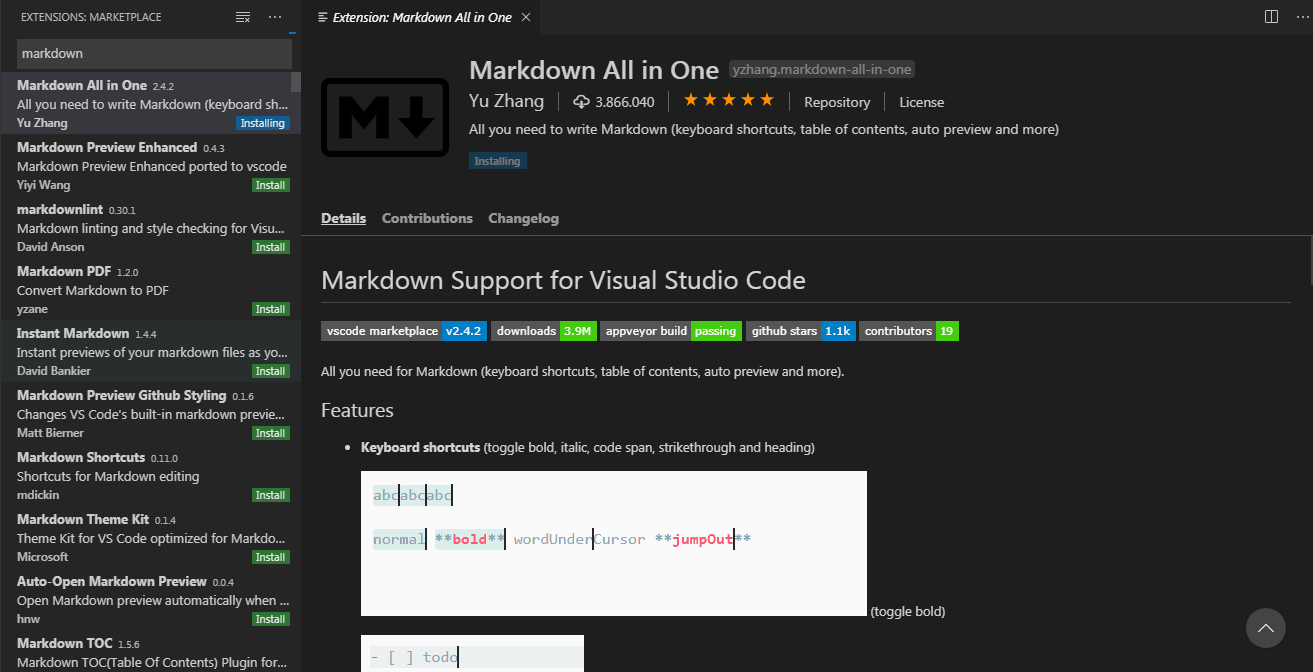 EXTENSIONS: MARKETPLACE
markdown
Markdown All in One 2.4.2
All you need to write Markdown (keyboard sh...
Yu Zhang Installing
Markdown Preview Enhanced 0.4.3
Markdown Preview Enhanced ported to vscode
Yiyi Wang Install
markdownlint 0.30.1
Markdown linting and style checking for Visu...
David Anson Install
Markdown PDF 1.2.0
Convert Markdown to PDF
yzane Install
Instant Markdown 1.4.4
Instant previews of your markdown files as yo...
David Bankier Install
Markdown Preview Github Styling 0.1.6
Changes VS Code's built-in markdown previe...
Matt Bierner Install
Markdown Shortcuts 0.11.0
Shortcuts for Markdown editing
mdickin Install
Markdown Theme Kit 0.1.4
Theme Kit for VS Code optimized for Markdo...
Microsoft Install
Auto-Open Markdown Preview 0.0.4
Open Markdown preview automatically when ...
hnw Install
Markdown TOC 1.5.6
Markdown TOC(Table Of Contents) Plugin for...
Extension: Markdown All in One
M
Markdown All in One yzhang.markdown-all-in-one
Yu Zhang 3.866.040 Repository License
All you need to write Markdown (keyboard shortcuts, table of contents, auto preview and more)
Installing
Details Contributions Changelog
Markdown Support for Visual Studio Code
vscode marketplace v2.4.2 downloads 3.9M appveyor build passing github stars 1.1k contributors 19
All you need for Markdown (keyboard shortcuts, table of contents, auto preview and more).
Features
• Keyboard shortcuts (toggle bold, italic, code span, strikethrough and heading)
abcabcabc
normal **bold** wordUnderCursor **jumpOut**
(toggle bold)
- [ ] todo